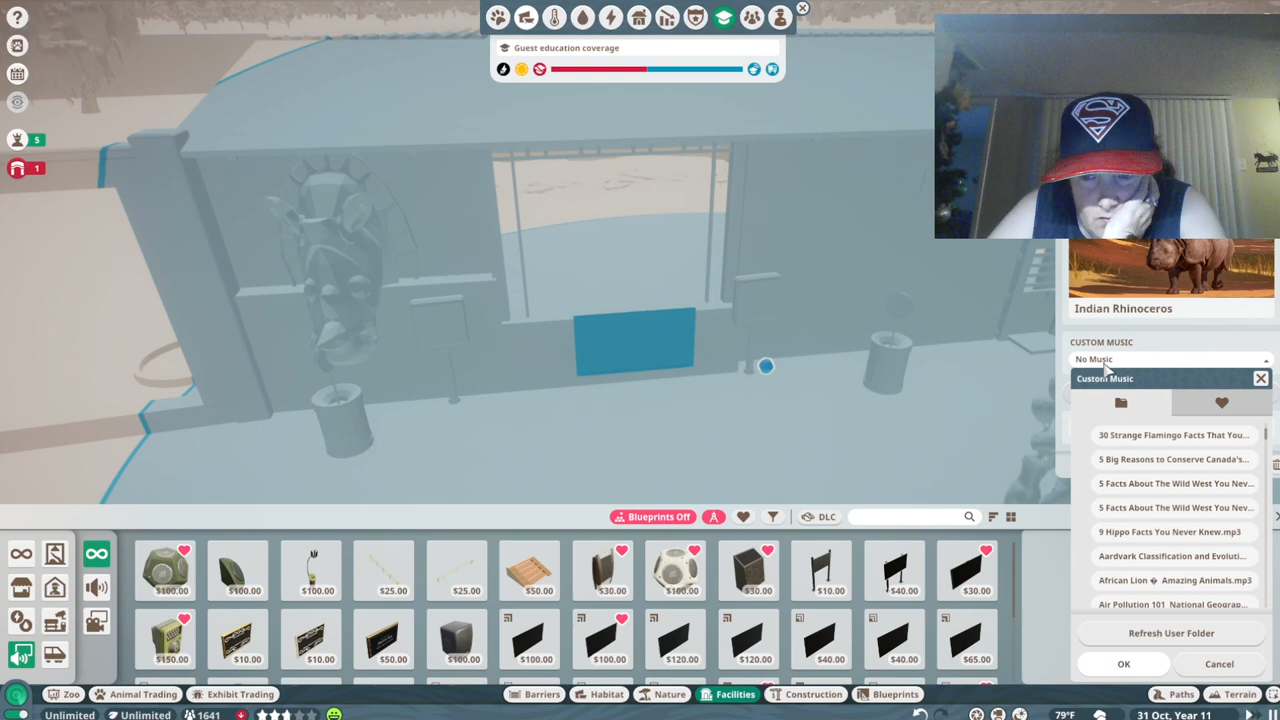 Guest education coverage
5
1
Indian Rhinoceros
CUSTOM MUSIC
No Music
Custom Music
30 Strange Flamingo Facts That You...
5 Big Reasons to Conserve Canada's...
5 Facts About The Wild West You Nev...
5 Facts About The Wild West You Nev...
9 Hippo Facts You Never Knew.mp3
Aardvark Classification and Evoluti...
African Lion � Amazing Animals.mp3
Air Pollution 101 National Geograp...
Refresh User Folder
OK Cancel
Blueprints Off DLC
$100.00 $100.00 $100.00 $25.00 $25.00 $50.00 $30.00 $100.00 $30.00 $10.00 $40.00 $30.00
$150.00 $10.00 $10.00 $50.00 $100.00 $100.00 $100.00 $120.00 $120.00 $40.00 $40.00 $65.00
Zoo Animal Trading Exhibit Trading Barriers Habitat Nature Facilities Construction Blueprints Paths Terrain
Unlimited Unlimited 1641 79°F 31 Oct, Year 11